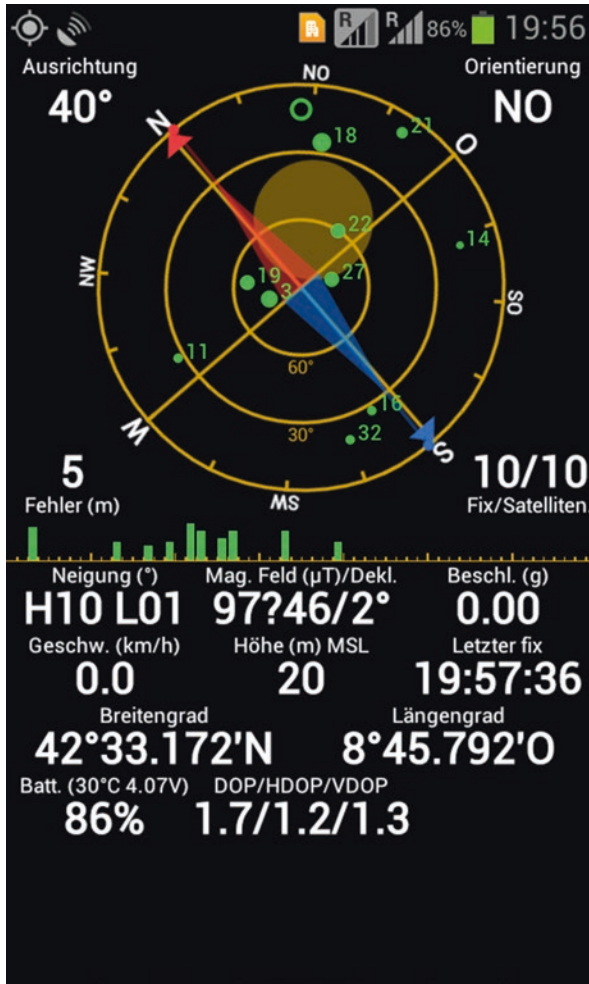 R R 86% 19:56
Ausrichtung NO Orientierung
40° NO
N 18 21 O
22 14
NW 19 3 27 SO
11 60°
W 30° 16 32 S
5 SW 10/10
Fehler (m) Fix/Satelliten
Neigung (°) Mag. Feld (µT)/Dekl. Beschl. (g)
H10 L01 97?46/2° 0.00
Geschw. (km/h) Höhe (m) MSL Letzter fix
0.0 20 19:57:36
Breitengrad Längengrad
42°33.172'N 8°45.792'O
Batt. (30°C 4.07V) DOP/HDOP/VDOP
86% 1.7/1.2/1.3